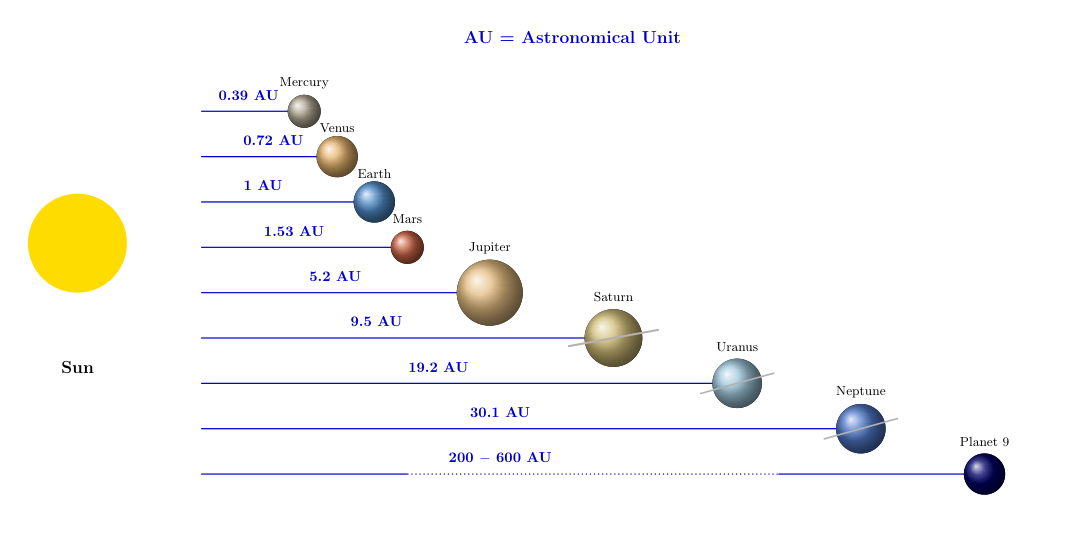 AU = Astronomical Unit
Mercury
0.39 AU
Venus
0.72 AU
Earth
1 AU
Mars
1.53 AU
Jupiter
5.2 AU
Saturn
9.5 AU
Uranus
19.2 AU
Sun
Neptune
30.1 AU
Planet 9
200 – 600 AU